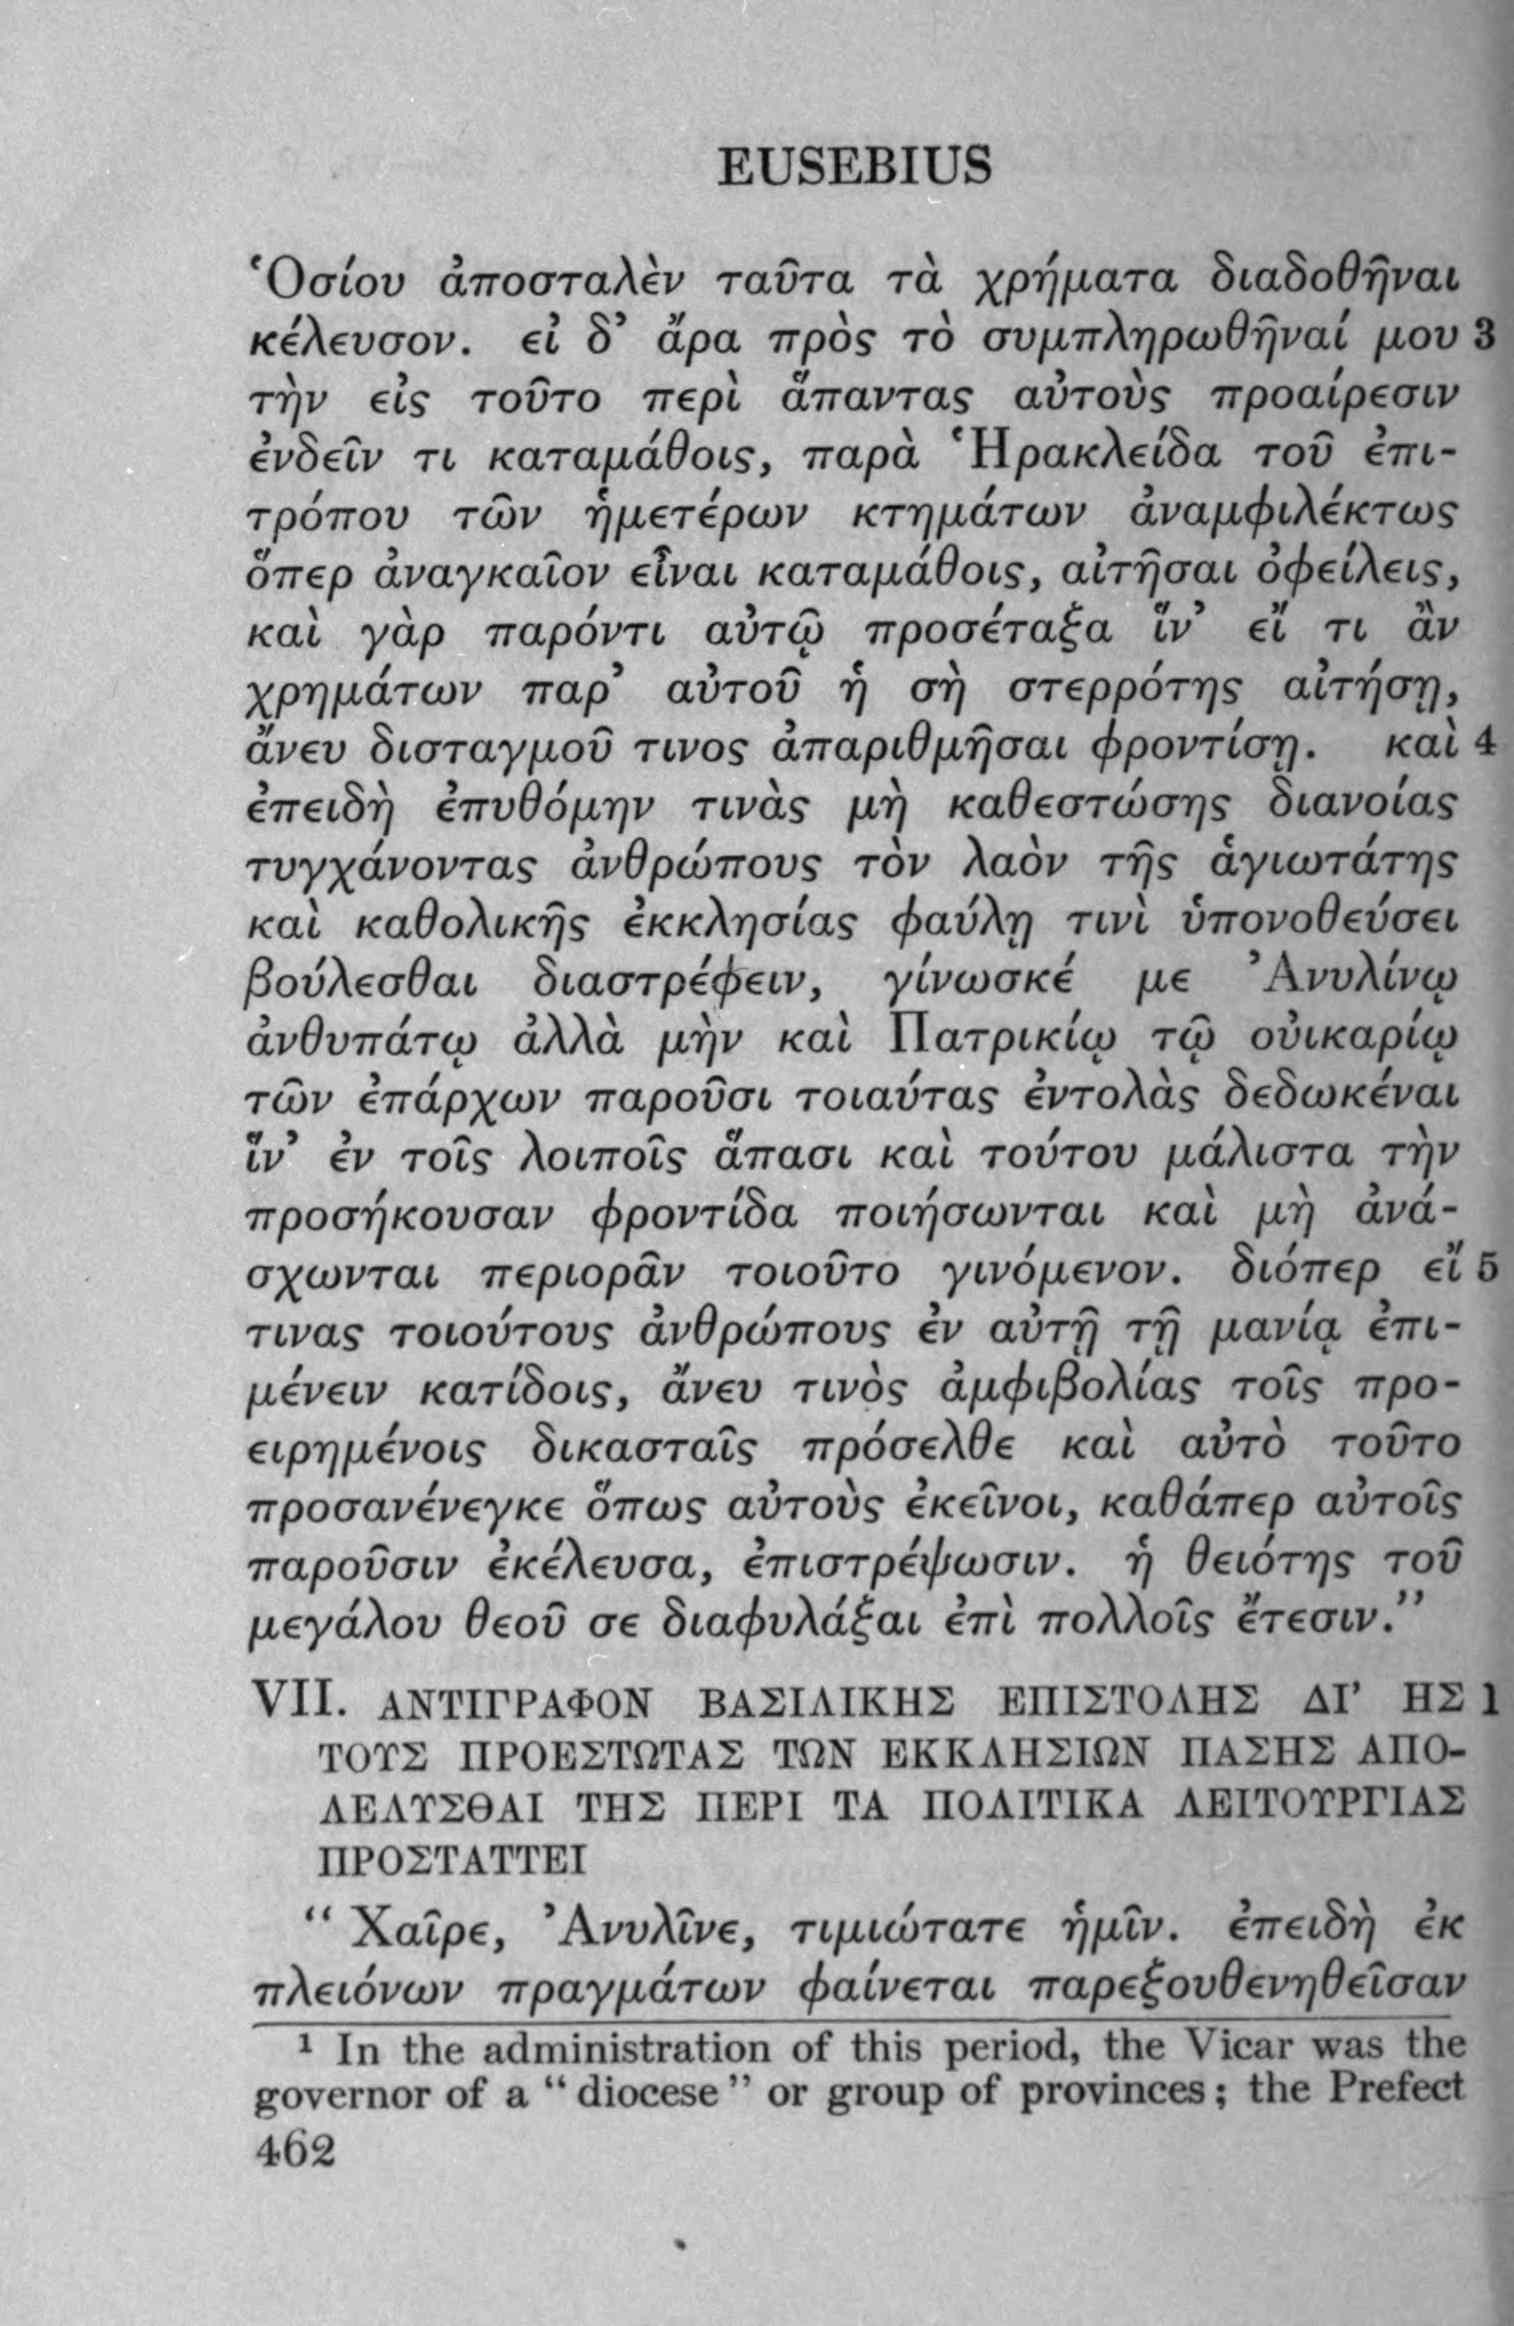 EUSEBIUS
Ὁσίου ἀποσταλὲν ταῦτα τὰ χρήματα διαδοθῆναι
κέλευσον. εἰ δ’ ἄρα πρὸς τὸ συμπληρωθῆναί μου 3
τὴν εἰς τοῦτο περὶ ἅπαντας αὐτοὺς προαίρεσιν
ἐνδεῖν τι καταμάθοις, παρὰ Ἡρακλείδα τοῦ ἐπι-
τρόπου τῶν ἡμετέρων κτημάτων ἀναμφιλέκτως
ὅπερ ἀναγκαῖον εἶναι καταμάθοις, αἰτῆσαι ὀφείλεις,
καὶ γὰρ παρόντι αὐτῷ προσέταξα ἵν’ εἴ τι ἂν
χρημάτων παρ’ αὐτοῦ ἡ σὴ στερρότης αἰτήσῃ,
ἄνευ δισταγμοῦ τινος ἀπαριθμῆσαι φροντίσῃ. καὶ 4
ἐπειδὴ ἐπυθόμην τινὰς μὴ καθεστώσης διανοίας
τυγχάνοντας ἀνθρώπους τὸν λαὸν τῆς ἁγιωτάτης
καὶ καθολικῆς ἐκκλησίας φαύλῃ τινὶ ὑπονοθεύσει
βούλεσθαι διαστρέφειν, γίνωσκέ με Ἀνυλίνῳ
ἀνθυπάτῳ ἀλλὰ μὴν καὶ Πατρικίῳ τῷ οὐικαρίῳ
τῶν ἐπάρχων παροῦσι τοιαύτας ἐντολὰς δεδωκέναι
ἵν’ ἐν τοῖς λοιποῖς ἅπασι καὶ τούτου μάλιστα τὴν
προσήκουσαν φροντίδα ποιήσωνται καὶ μὴ ἀνά-
σχωνται περιορᾶν τοιοῦτο γινόμενον. διόπερ εἴ 5
τινας τοιούτους ἀνθρώπους ἐν αὐτῇ τῇ μανίᾳ ἐπι-
μένειν κατίδοις, ἄνευ τινὸς ἀμφιβολίας τοῖς προ-
ειρημένοις δικασταῖς πρόσελθε καὶ αὐτὸ τοῦτο
προσανένεγκε ὅπως αὐτοὺς ἐκεῖνοι, καθάπερ αὐτοῖς
παροῦσιν ἐκέλευσα, ἐπιστρέψωσιν. ἡ θειότης τοῦ
μεγάλου θεοῦ σε διαφυλάξαι ἐπὶ πολλοῖς ἔτεσιν.”
VII. ΑΝΤΙΓΡΑΦΟΝ ΒΑΣΙΛΙΚΗΣ ΕΠΙΣΤΟΛΗΣ ΔΙ’ ΗΣ 1
ΤΟΥΣ ΠΡΟΕΣΤΩΤΑΣ ΤΩΝ ΕΚΚΛΗΣΙΩΝ ΠΑΣΗΣ ΑΠΟ-
ΛΕΛΥΣΘΑΙ ΤΗΣ ΠΕΡΙ ΤΑ ΠΟΛΙΤΙΚΑ ΛΕΙΤΟΥΡΓΙΑΣ
ΠΡΟΣΤΑΤΤΕΙ
“Χαῖρε, Ἀνυλῖνε, τιμιώτατε ἡμῖν. ἐπειδὴ ἐκ
πλειόνων πραγμάτων φαίνεται παρεξουθενηθεῖσαν
¹ In the administration of this period, the Vicar was the
governor of a “diocese” or group of provinces; the Prefect
462